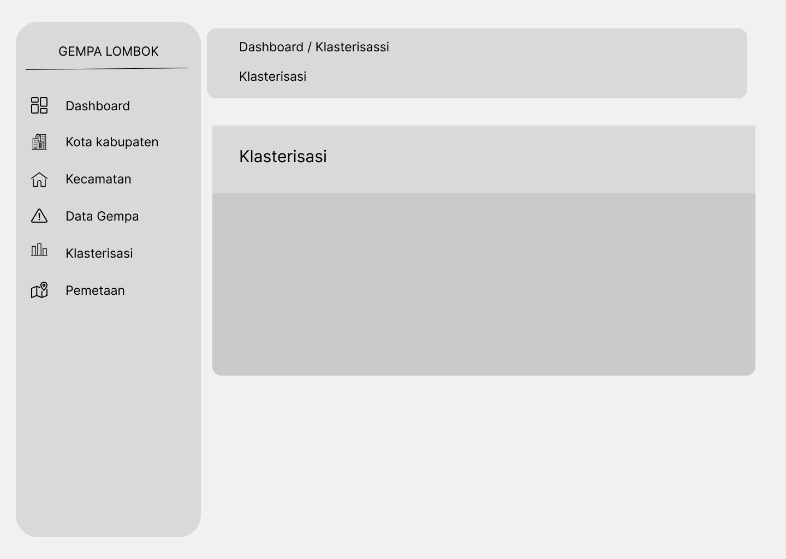 GEMPA LOMBOK
Dashboard
Kota kabupaten
Kecamatan
Data Gempa
Klasterisasi
Pemetaan
Dashboard / Klasterisassi
Klasterisasi
Klasterisasi